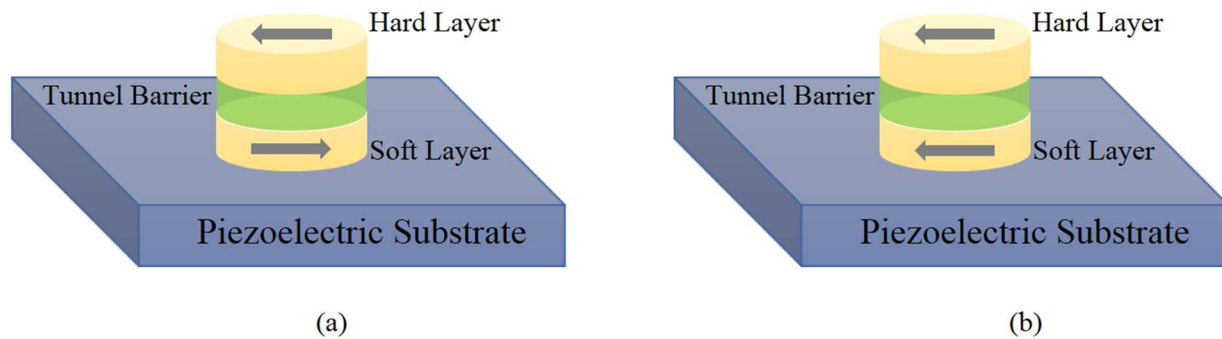 Hard Layer
Tunnel Barrier
Soft Layer
Piezoelectric Substrate
(a)
Hard Layer
Tunnel Barrier
Soft Layer
Piezoelectric Substrate
(b)